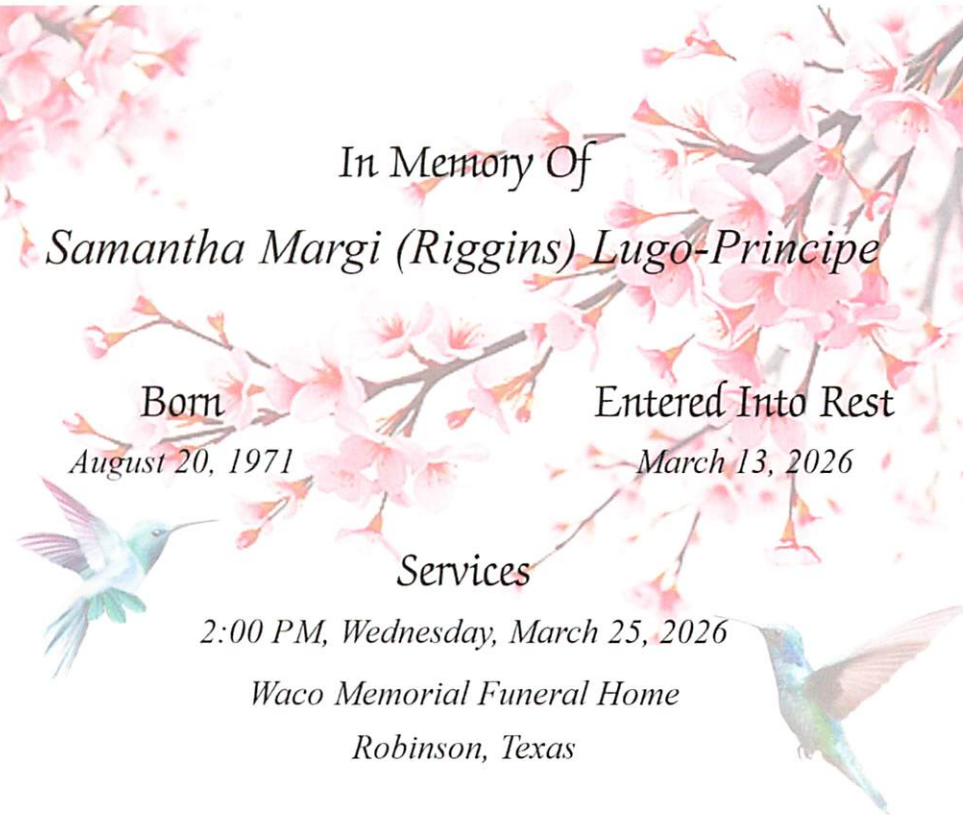 In Memory Of
Samantha Margi (Riggins) Lugo-Principe
Born
August 20, 1971
Entered Into Rest
March 13, 2026
Services
2:00 PM, Wednesday, March 25, 2026
Waco Memorial Funeral Home
Robinson, Texas